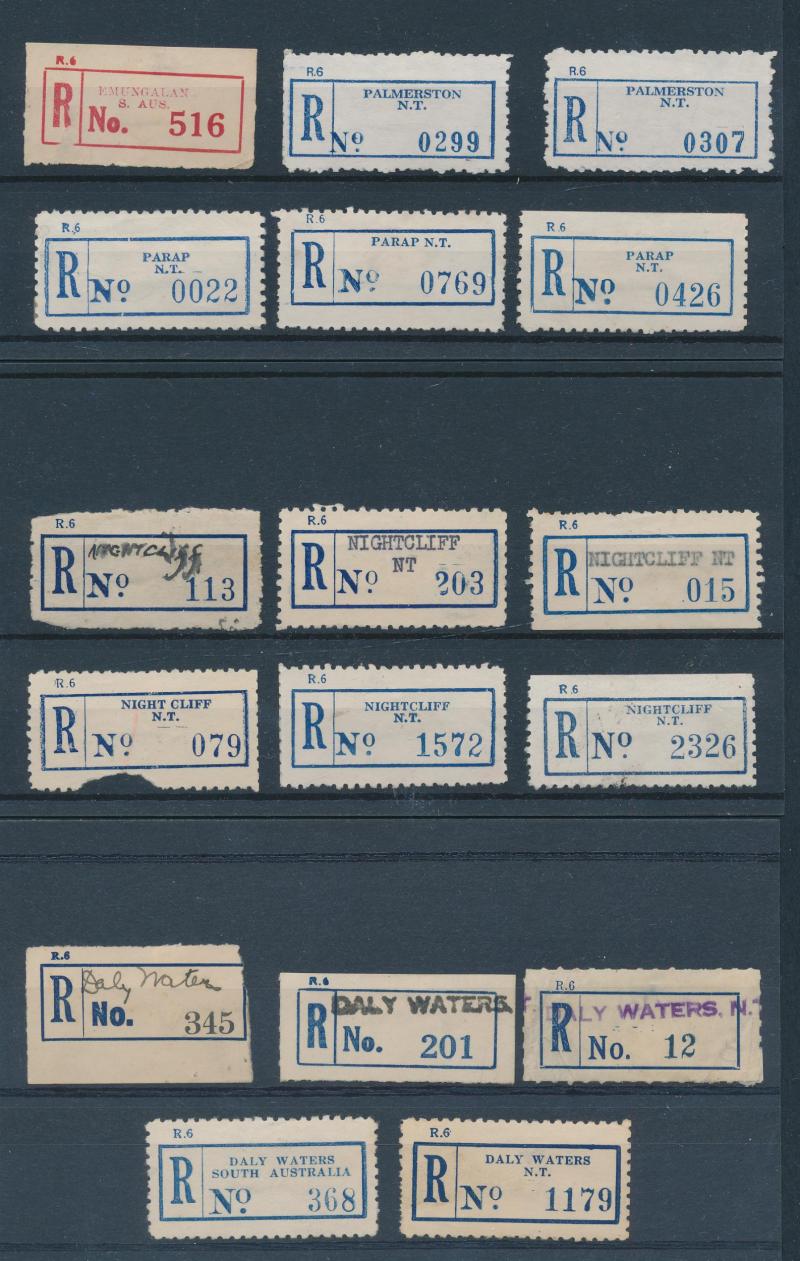 R.6
EMUNGALAN
S. AUS.
R No. 516
R.6
PALMERSTON
N.T.
R No 0299
R.6
PALMERSTON
N.T.
R No 0307
R.6
PARAP
N.T.
R No 0022
R.6
PARAP N.T.
R No 0769
R.6
PARAP
N.T.
R No 0426
R.6
NIGHTCLIFF
R No 113
R.6
NIGHTCLIFF
NT
R No 203
R.6
NIGHTCLIFF NT
R No 015
R.6
NIGHT CLIFF
N.T.
R No 079
R.6
NIGHTCLIFF
N.T.
R No 1572
R.6
NIGHTCLIFF
N.T.
R No 2326
R.6
Daly Waters
R No. 345
R.6
DALY WATERS.
R No. 201
R.6
DALY WATERS, N.T
R No. 12
R.6
DALY WATERS
SOUTH AUSTRALIA
R No 368
R.6
DALY WATERS
N.T.
R No 1179